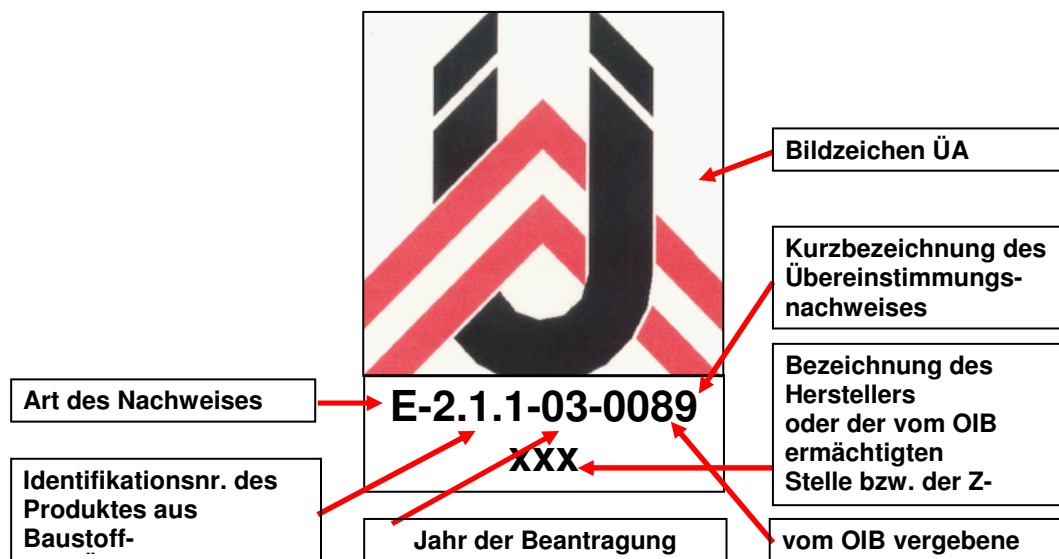 Bildzeichen ÜA
Kurzbezeichnung des
Übereinstimmungs-
nachweises
Bezeichnung des
Herstellers
oder der vom OIB
ermächtigten
Stelle bzw. der Z-
Art des Nachweises
E-2.1.1-03-0089
xxx
Identifikationsnr. des
Produktes aus
Baustoff-
Jahr der Beantragung
vom OIB vergebene